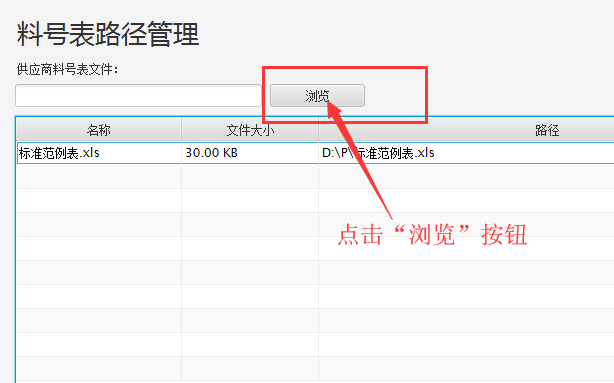 料号表路径管理
供应商料号表文件：
浏览
名称 文件大小 路径
标准范例表.xls 30.00 KB D:\P\标准范例表.xls
点击“浏览”按钮